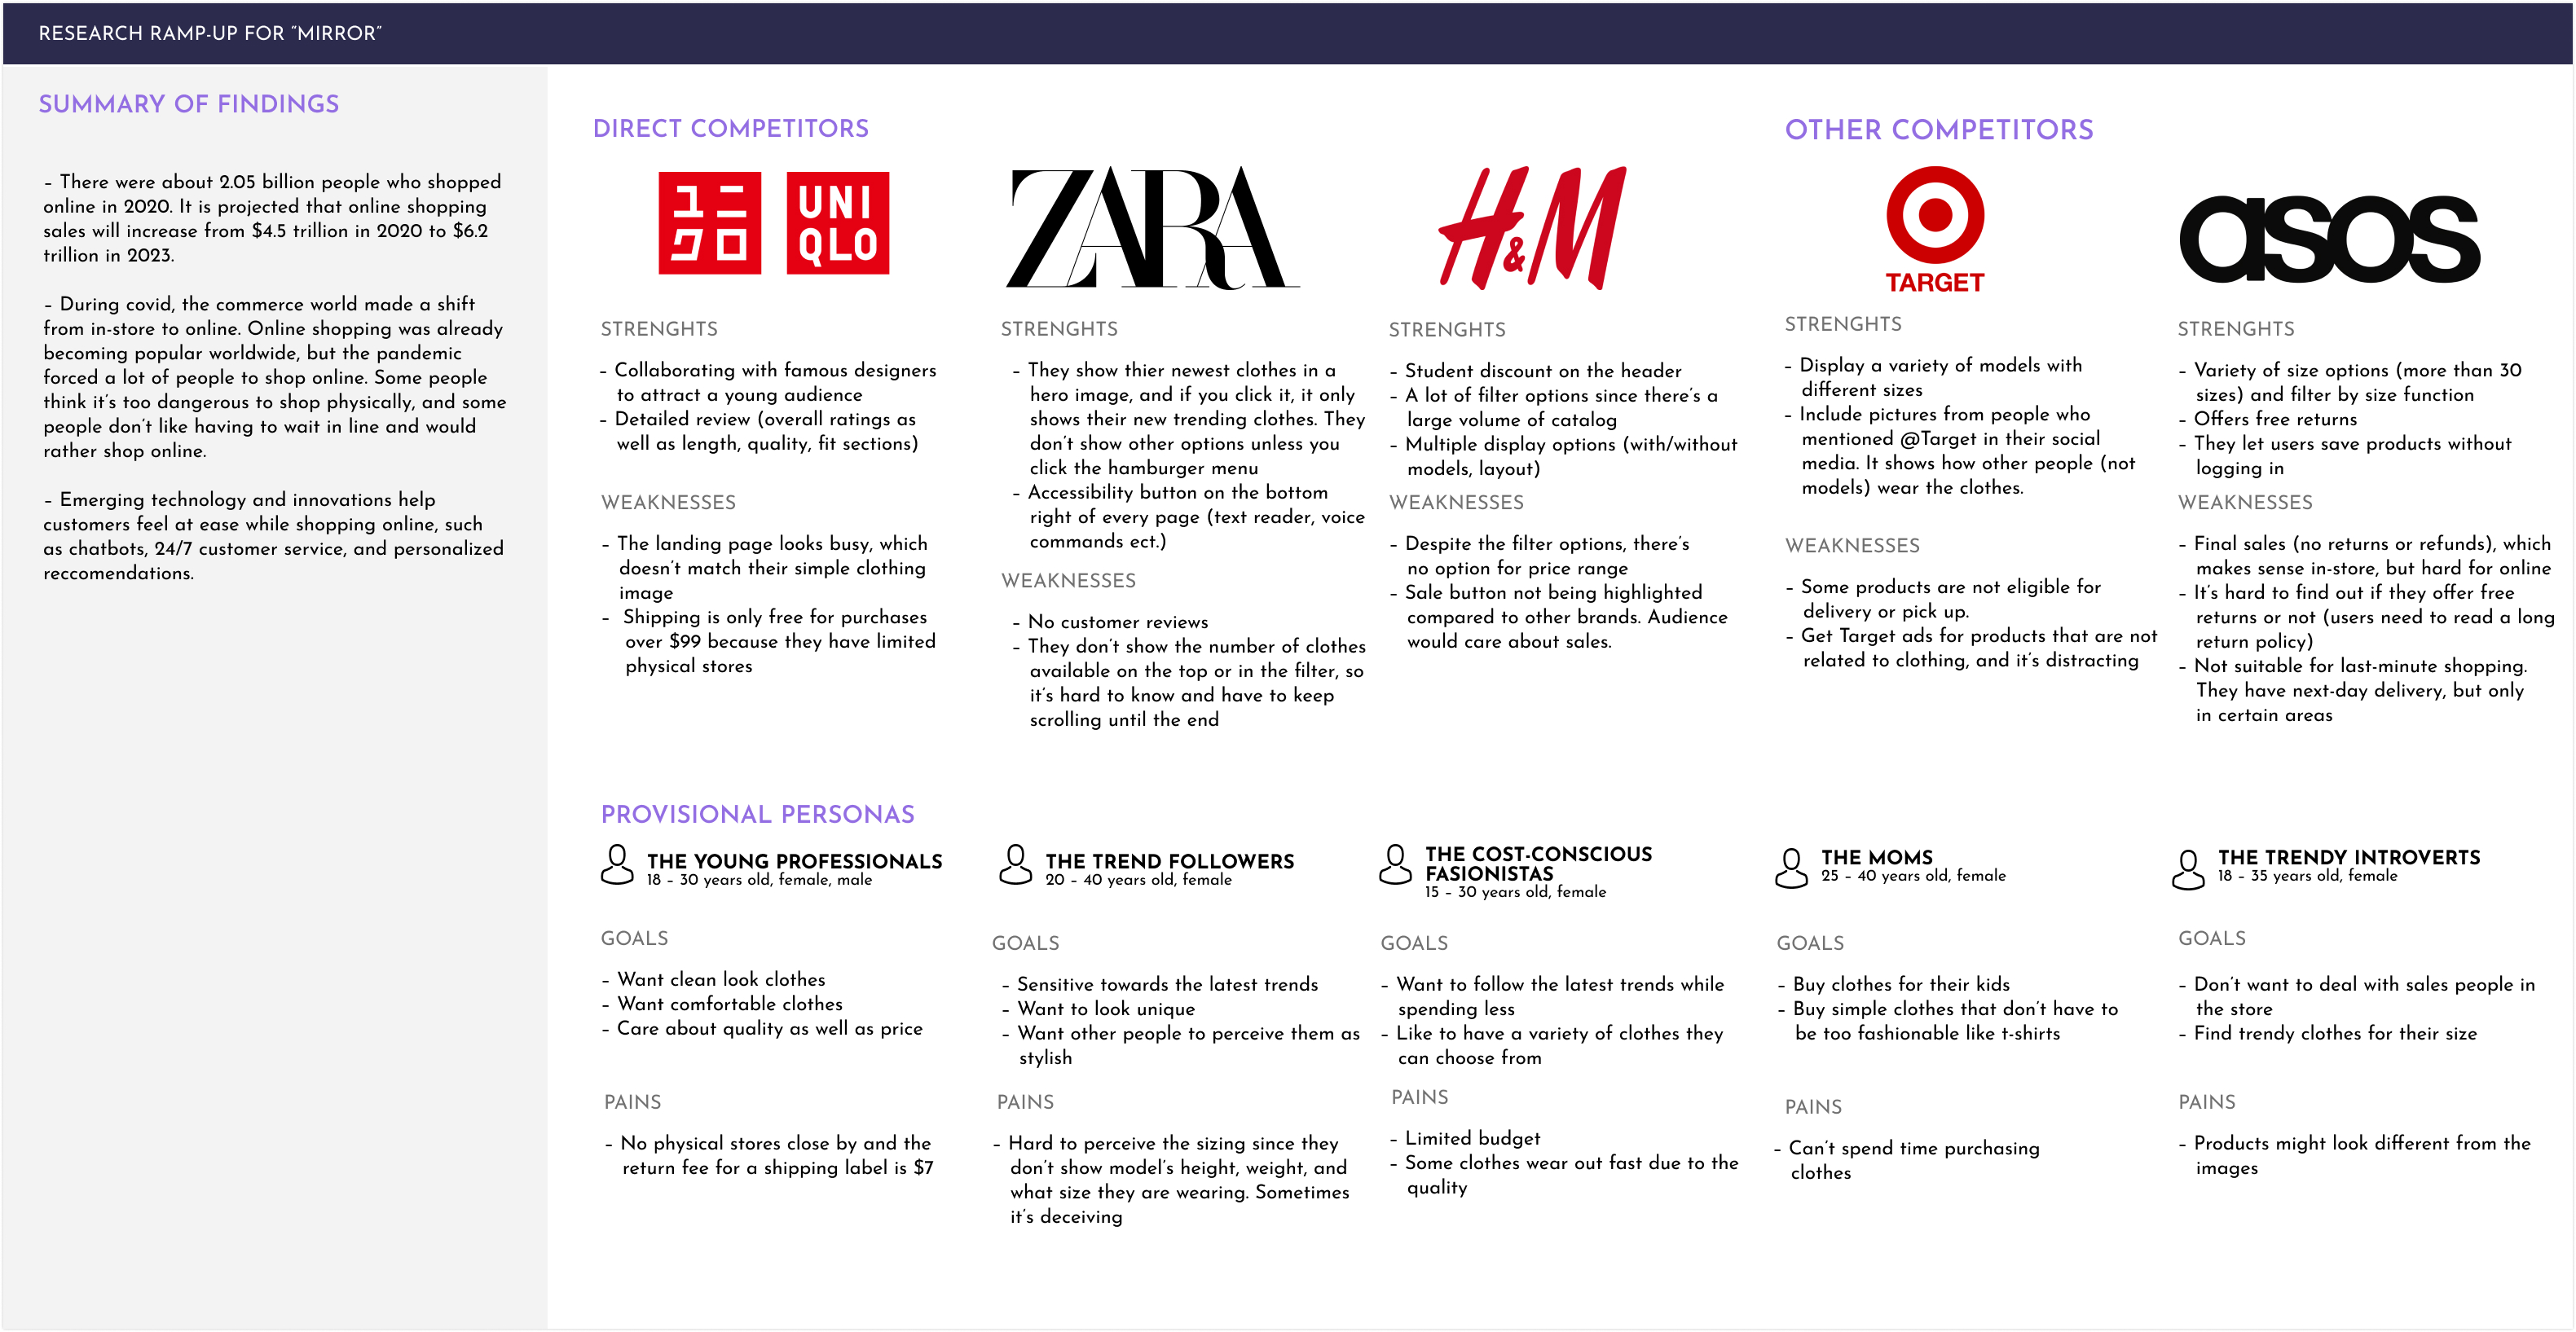 RESEARCH RAMP-UP FOR “MIRROR”
SUMMARY OF FINDINGS
– There were about 2.05 billion people who shopped
online in 2020. It is projected that online shopping
sales will increase from $4.5 trillion in 2020 to $6.2
trillion in 2023.
– During covid, the commerce world made a shift
from in-store to online. Online shopping was already
becoming popular worldwide, but the pandemic
forced a lot of people to shop online. Some people
think it’s too dangerous to shop physically, and some
people don’t like having to wait in line and would
rather shop online.
– Emerging technology and innovations help
customers feel at ease while shopping online, such
as chatbots, 24/7 customer service, and personalized
reccomendations.
DIRECT COMPETITORS
ユニ
クロ
UNI
QLO
STRENGHTS
– Collaborating with famous designers
to attract a young audience
– Detailed review (overall ratings as
well as length, quality, fit sections)
WEAKNESSES
– The landing page looks busy, which
doesn’t match their simple clothing
image
– Shipping is only free for purchases
over $99 because they have limited
physical stores
ZARA
STRENGHTS
– They show thier newest clothes in a
hero image, and if you click it, it only
shows their new trending clothes. They
don’t show other options unless you
click the hamburger menu
– Accessibility button on the bottom
right of every page (text reader, voice
commands ect.)
WEAKNESSES
– No customer reviews
– They don’t show the number of clothes
available on the top or in the filter, so
it’s hard to know and have to keep
scrolling until the end
H&M
STRENGHTS
– Student discount on the header
– A lot of filter options since there’s a
large volume of catalog
– Multiple display options (with/without
models, layout)
WEAKNESSES
– Despite the filter options, there’s
no option for price range
– Sale button not being highlighted
compared to other brands. Audience
would care about sales.
OTHER COMPETITORS
TARGET
STRENGHTS
– Display a variety of models with
different sizes
– Include pictures from people who
mentioned @Target in their social
media. It shows how other people (not
models) wear the clothes.
WEAKNESSES
– Some products are not eligible for
delivery or pick up.
– Get Target ads for products that are not
related to clothing, and it’s distracting
asos
STRENGHTS
– Variety of size options (more than 30
sizes) and filter by size function
– Offers free returns
– They let users save products without
logging in
WEAKNESSES
– Final sales (no returns or refunds), which
makes sense in-store, but hard for online
– It’s hard to find out if they offer free
returns or not (users need to read a long
return policy)
– Not suitable for last-minute shopping.
They have next-day delivery, but only
in certain areas
PROVISIONAL PERSONAS
THE YOUNG PROFESSIONALS
18 – 30 years old, female, male
GOALS
– Want clean look clothes
– Want comfortable clothes
– Care about quality as well as price
PAINS
– No physical stores close by and the
return fee for a shipping label is $7
THE TREND FOLLOWERS
20 – 40 years old, female
GOALS
– Sensitive towards the latest trends
– Want to look unique
– Want other people to perceive them as
stylish
PAINS
– Hard to perceive the sizing since they
don’t show model’s height, weight, and
what size they are wearing. Sometimes
it’s deceiving
THE COST-CONSCIOUS
FASIONISTAS
15 – 30 years old, female
GOALS
– Want to follow the latest trends while
spending less
– Like to have a variety of clothes they
can choose from
PAINS
– Limited budget
– Some clothes wear out fast due to the
quality
THE MOMS
25 – 40 years old, female
GOALS
– Buy clothes for their kids
– Buy simple clothes that don’t have to
be too fashionable like t-shirts
PAINS
– Can’t spend time purchasing
clothes
THE TRENDY INTROVERTS
18 – 35 years old, female
GOALS
– Don’t want to deal with sales people in
the store
– Find trendy clothes for their size
PAINS
– Products might look different from the
images